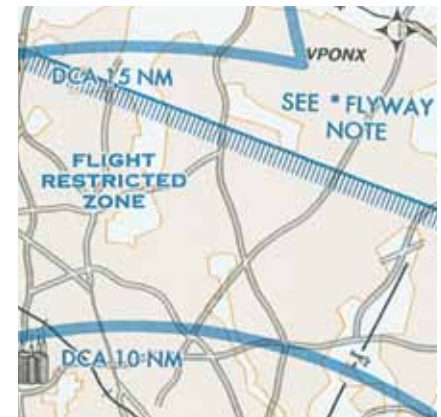 VPONX
DCA 15 NM
SEE * FLYWAY
NOTE
FLIGHT
RESTRICTED
ZONE
DCA 10 NM